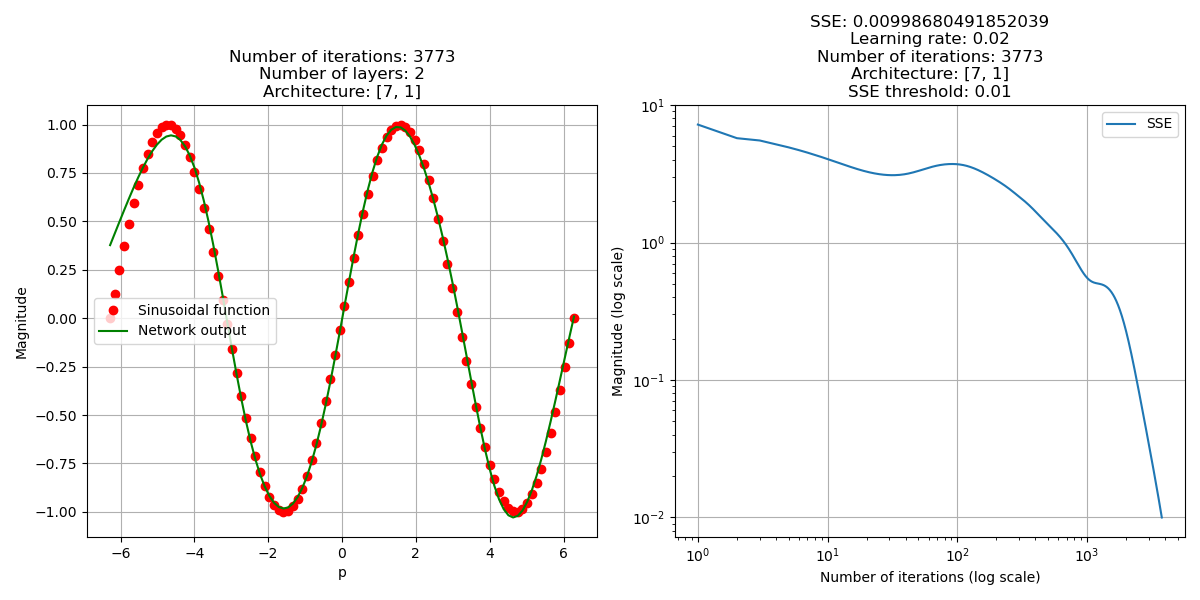 Number of iterations: 3773
Number of layers: 2
Architecture: [7, 1]
1.00
0.75
0.50
0.25
0.00
−0.25
−0.50
−0.75
−1.00
Magnitude
Sinusoidal function
Network output
−6
−4
−2
0
2
4
6
p
SSE: 0.00998680491852039
Learning rate: 0.02
Number of iterations: 3773
Architecture: [7, 1]
SSE threshold: 0.01
10^1
10^0
10^−1
10^−2
Magnitude (log scale)
SSE
10^0
10^1
10^2
10^3
Number of iterations (log scale)